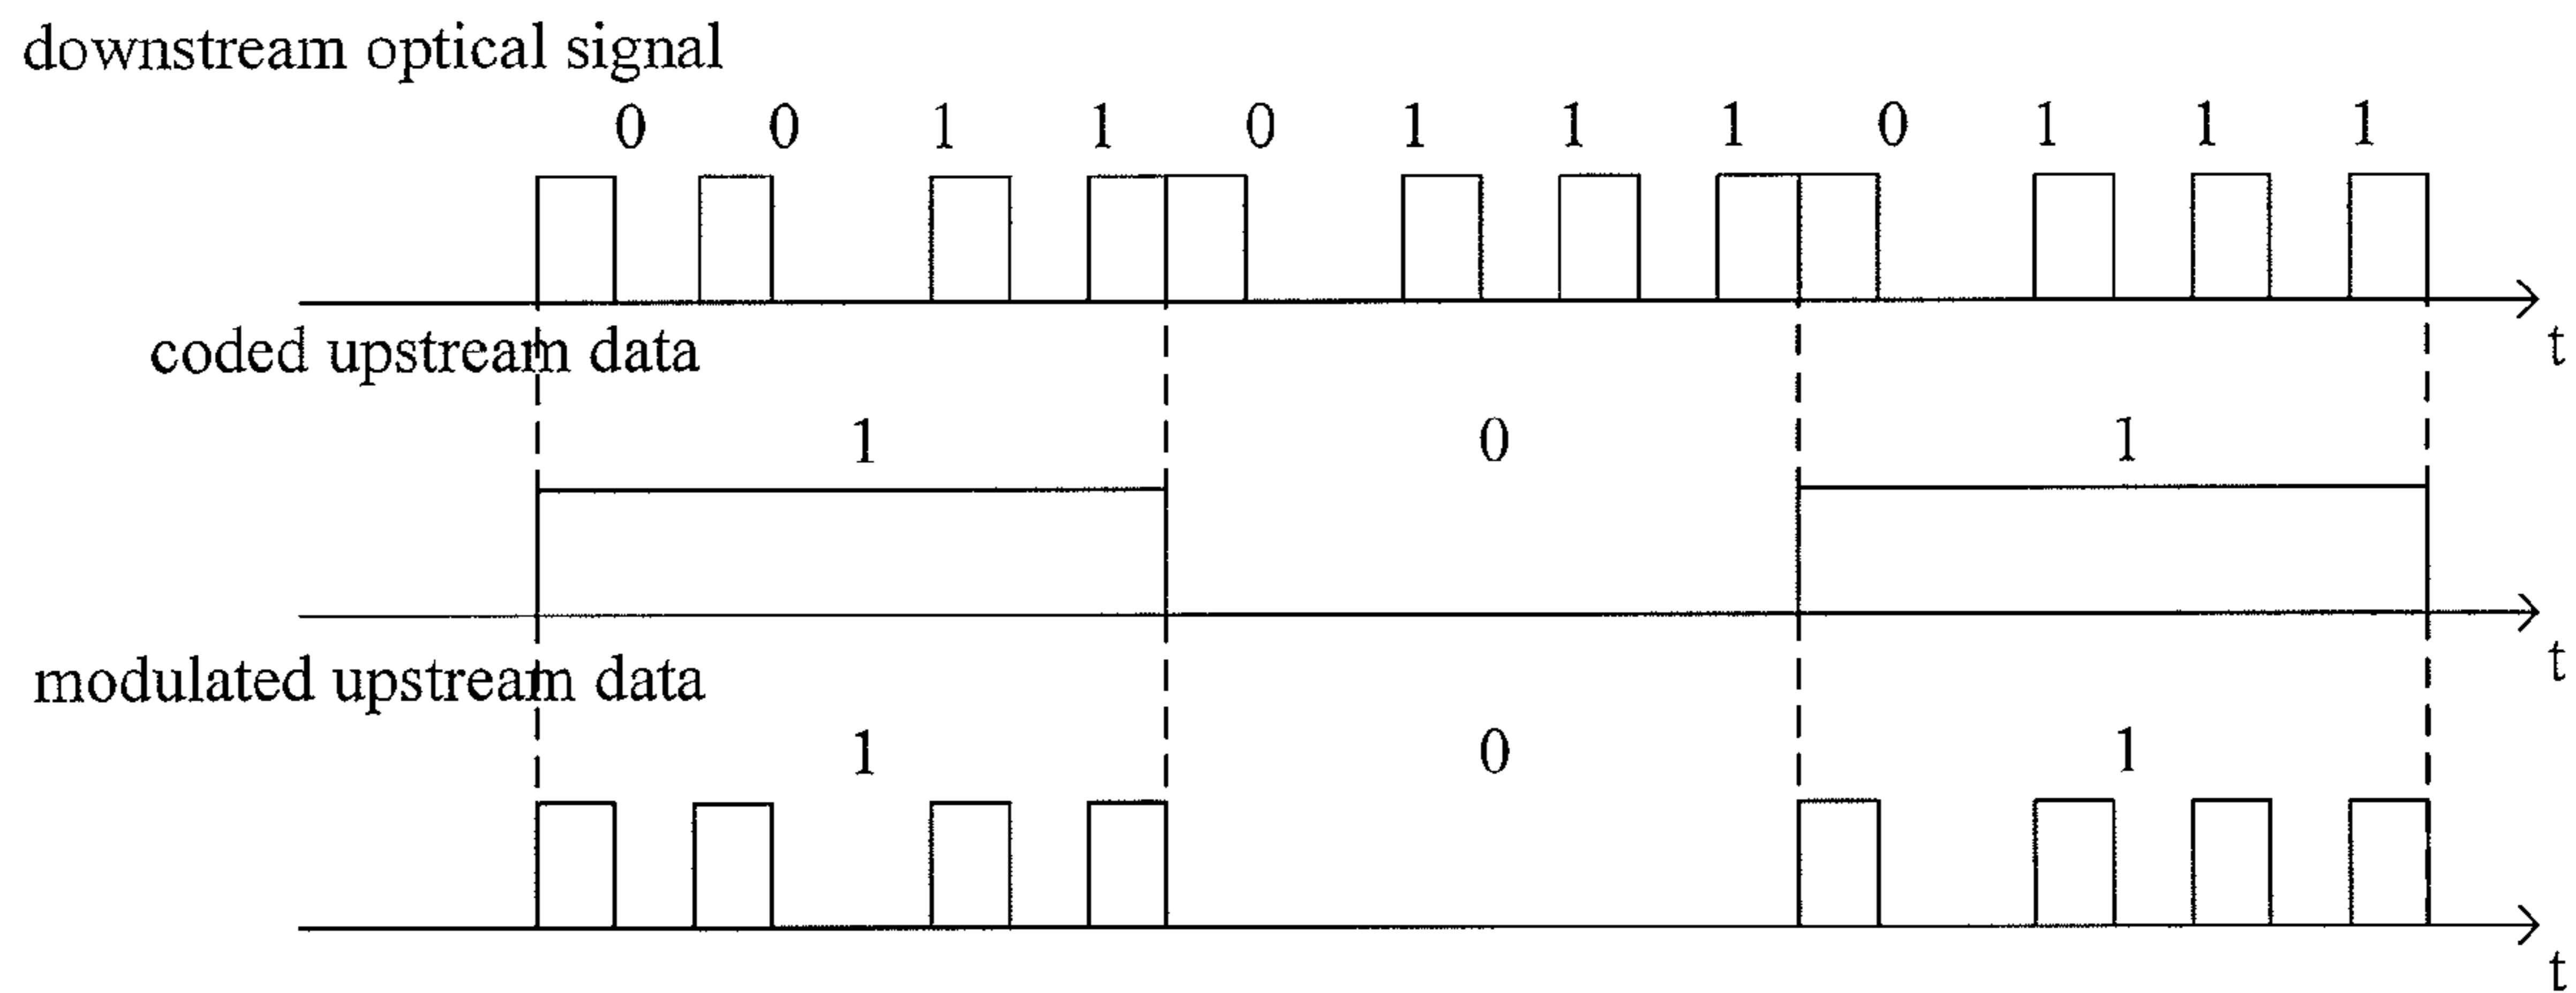 downstream optical signal
0 0 1 1 0 1 1 1 0 1 1 1
t
coded upstream data
1 0 1
t
modulated upstream data
1 0 1
t